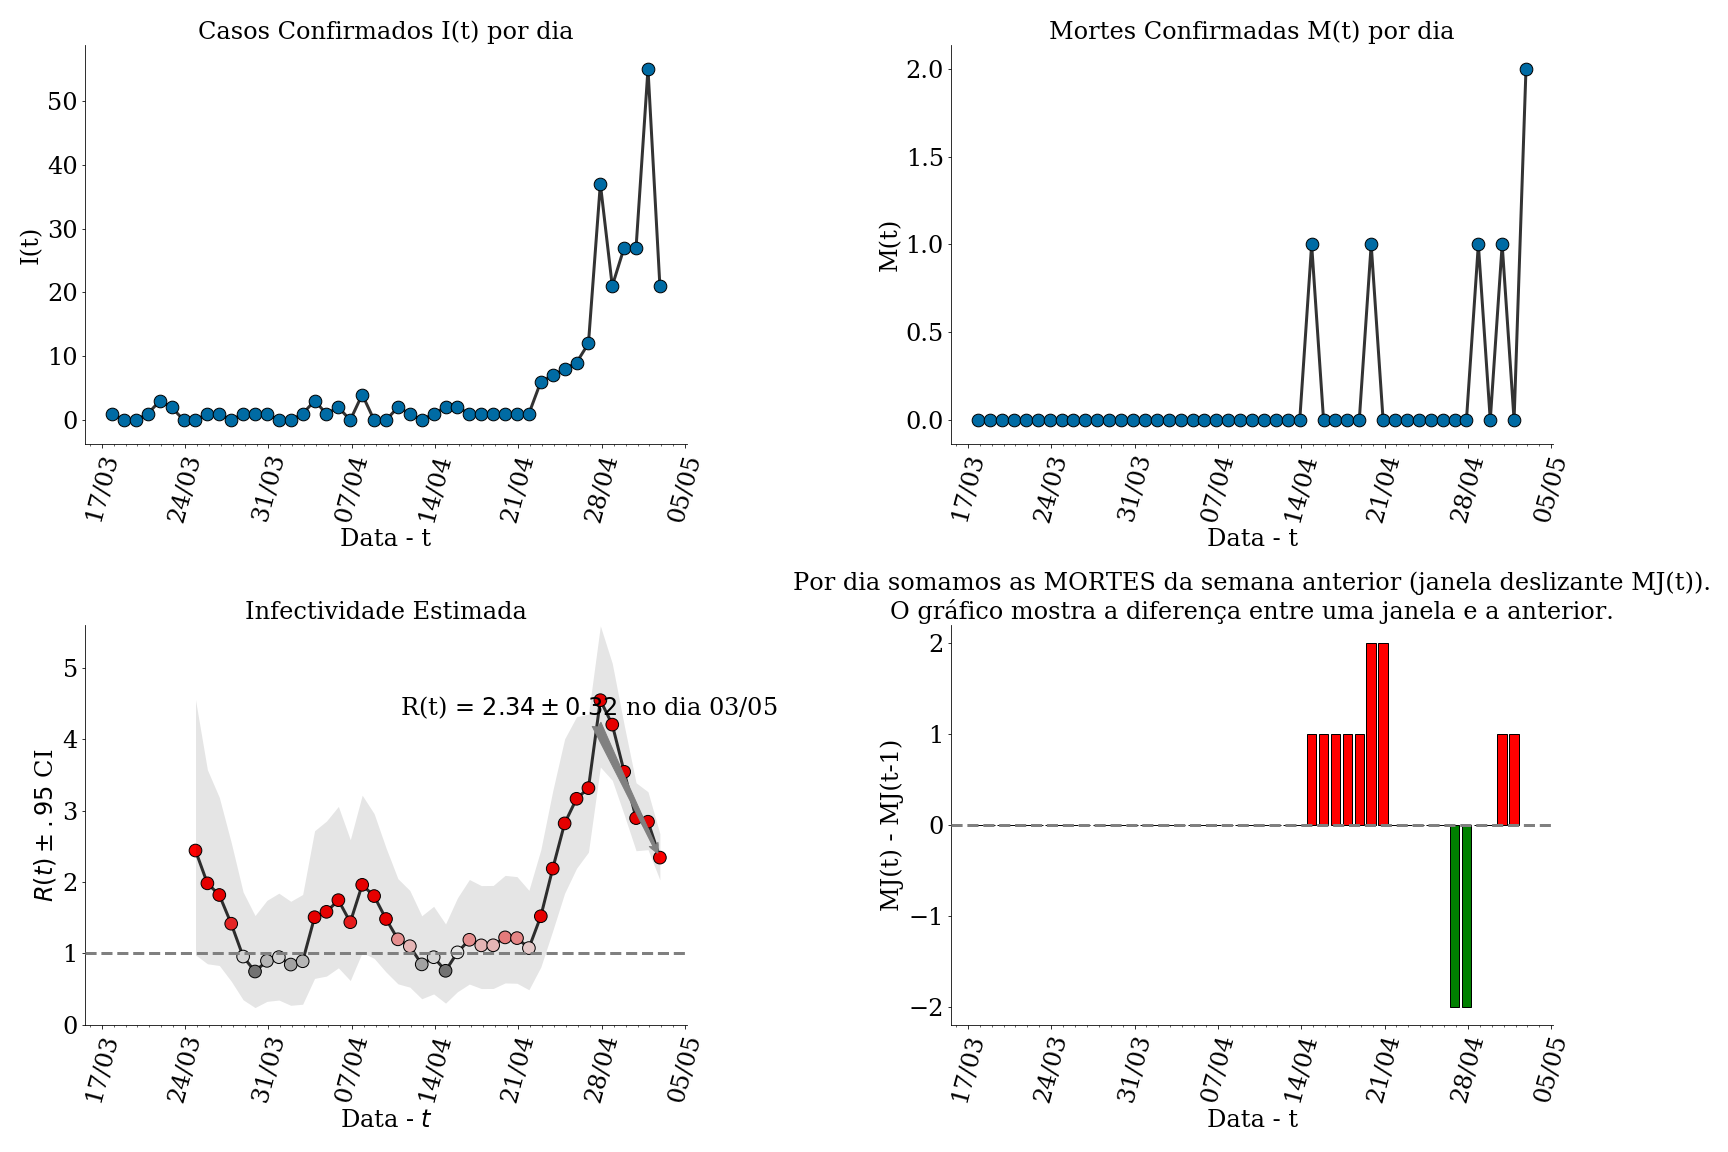 Casos Confirmados I(t) por dia
I(t)
50
40
30
20
10
0
17/03 24/03 31/03 07/04 14/04 21/04 28/04 05/05
Data - t
Mortes Confirmadas M(t) por dia
M(t)
2.0
1.5
1.0
0.5
0.0
17/03 24/03 31/03 07/04 14/04 21/04 28/04 05/05
Data - t
Infectividade Estimada
R(t) ± .95 CI
5
4
3
2
1
0
R(t) = 2.34 ± 0.32 no dia 03/05
17/03 24/03 31/03 07/04 14/04 21/04 28/04 05/05
Data - t
Por dia somamos as MORTES da semana anterior (janela deslizante MJ(t)).
O gráfico mostra a diferença entre uma janela e a anterior.
MJ(t) - MJ(t-1)
2
1
0
−1
−2
17/03 24/03 31/03 07/04 14/04 21/04 28/04 05/05
Data - t